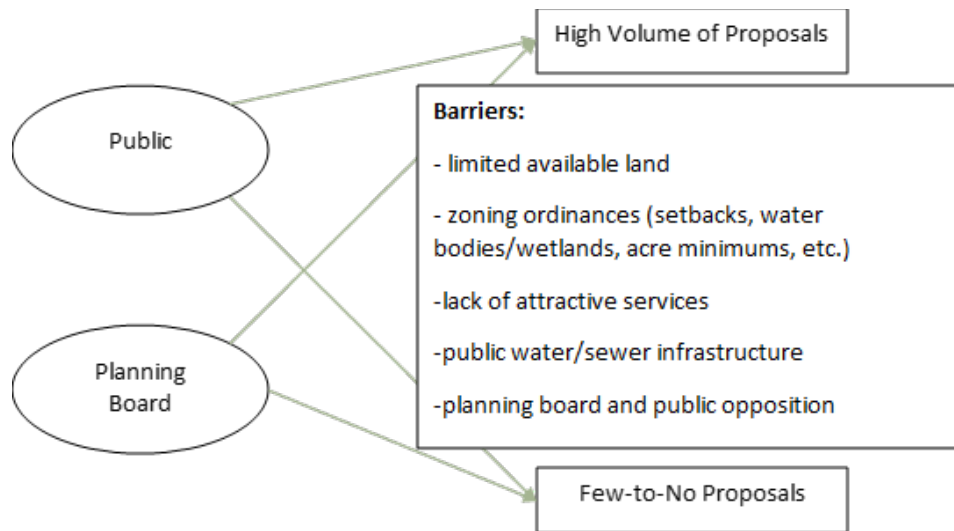 High Volume of Proposals
Public
Barriers:
- limited available land
- zoning ordinances (setbacks, water
bodies/wetlands, acre minimums, etc.)
-lack of attractive services
-public water/sewer infrastructure
-planning board and public opposition
Planning
Board
Few-to-No Proposals